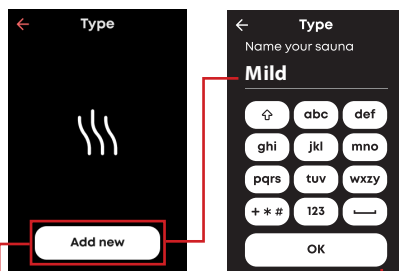 Type
Add new
Type
Name your sauna
Mild
abc def
ghi jkl mno
pqrs tuv wxzy
+ * # 123
OK